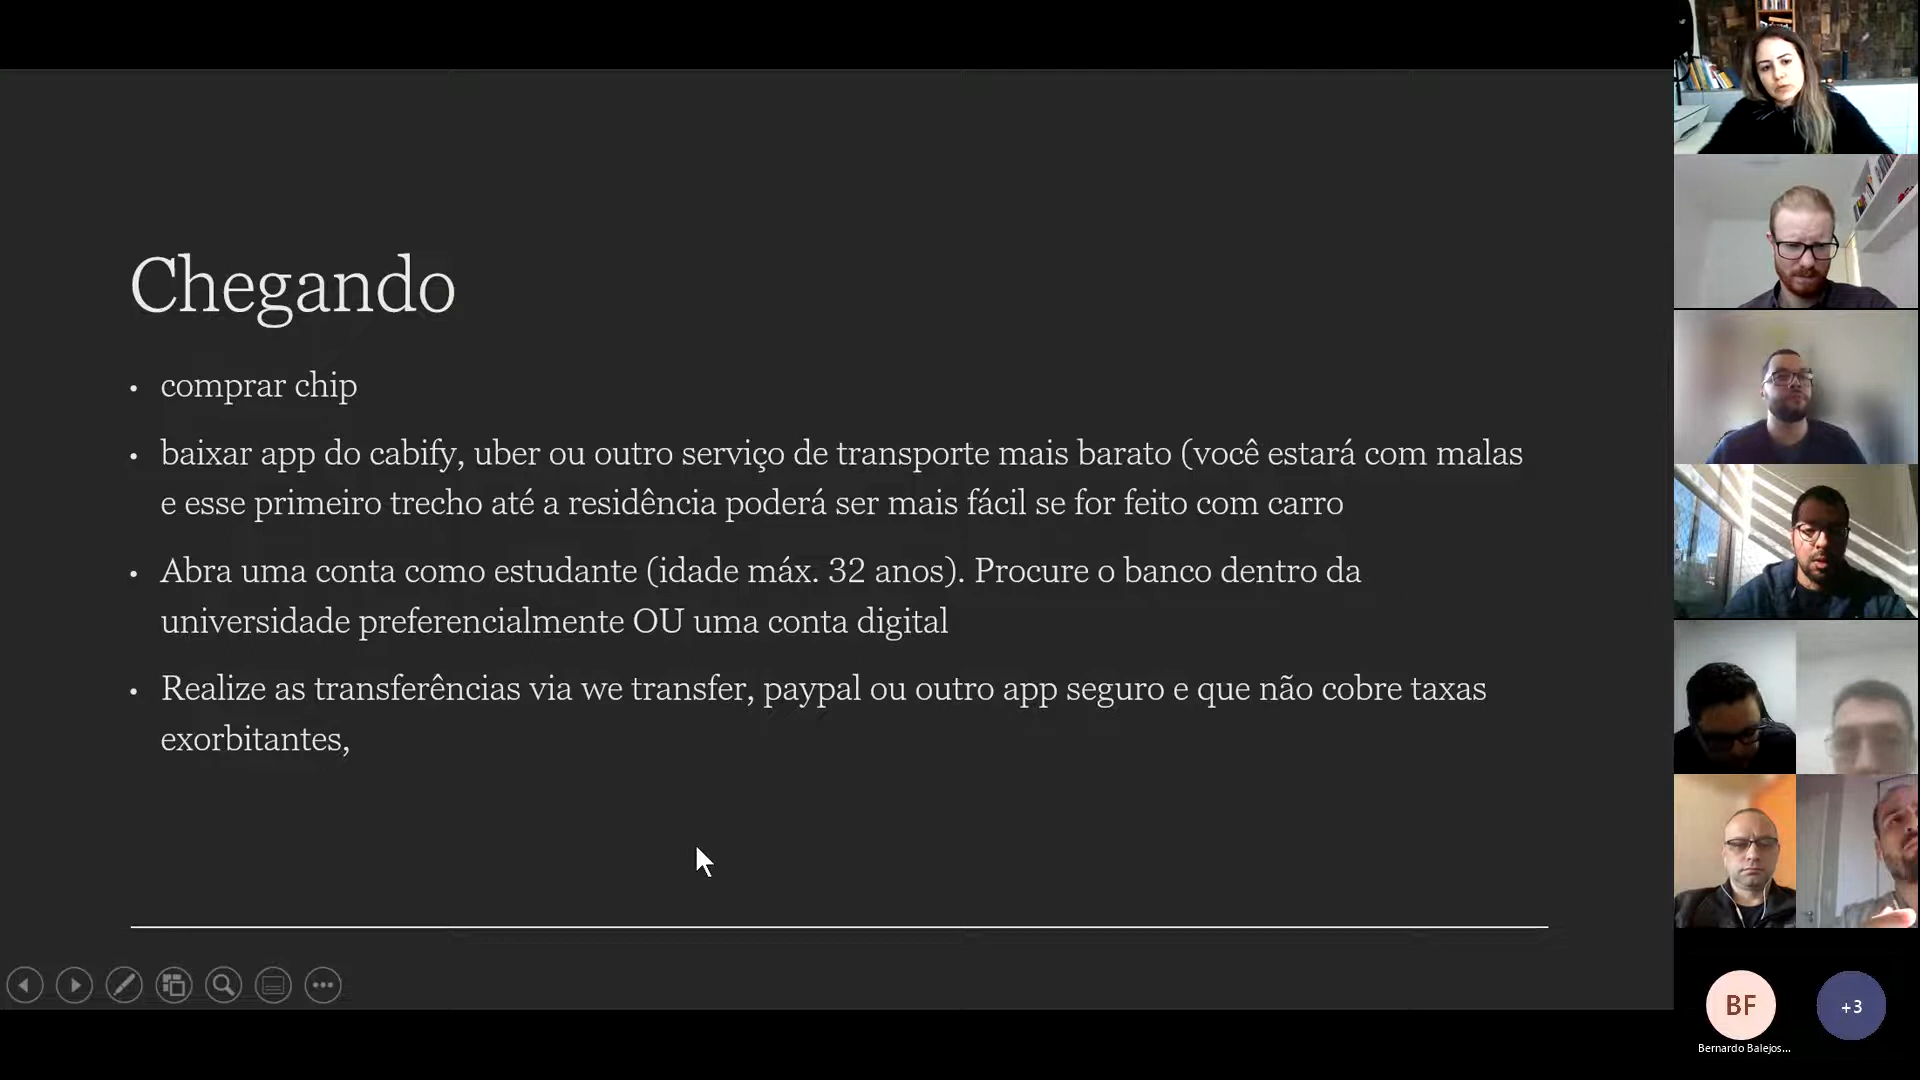 Chegando
• comprar chip
• baixar app do cabify, uber ou outro serviço de transporte mais barato (você estará com malas
e esse primeiro trecho até a residência poderá ser mais fácil se for feito com carro
• Abra uma conta como estudante (idade máx. 32 anos). Procure o banco dentro da
universidade preferencialmente OU uma conta digital
• Realize as transferências via we transfer, paypal ou outro app seguro e que não cobre taxas
exorbitantes,
BF
+3
Bernardo Balejos...